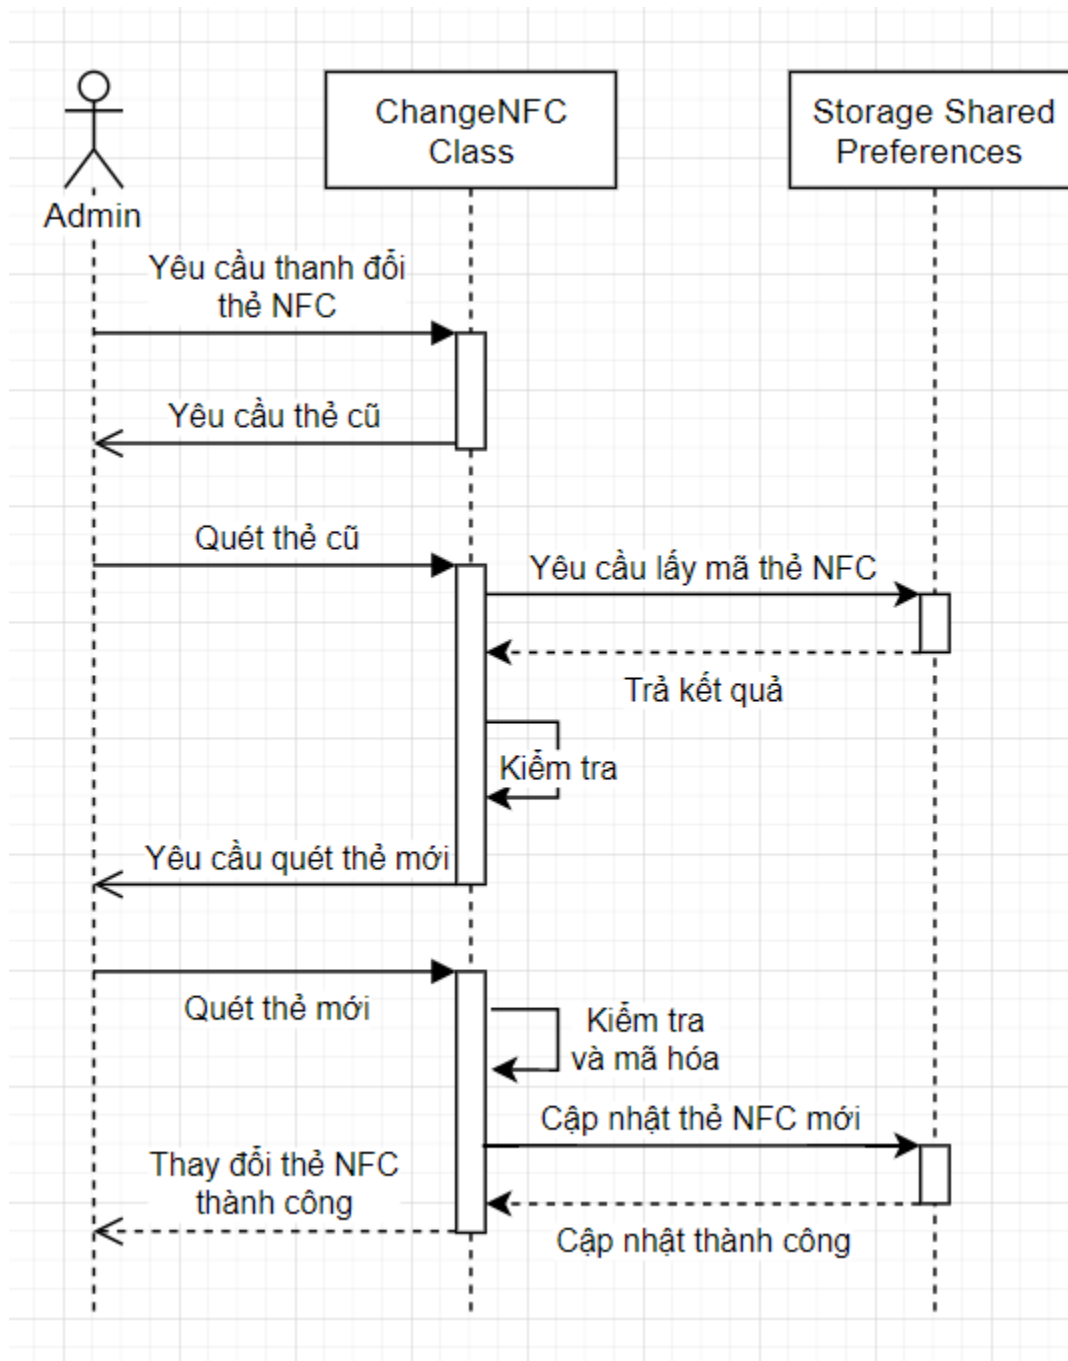 ChangeNFC
Class
Storage Shared
Preferences
Admin
Yêu cầu thanh đổi
thẻ NFC
Yêu cầu thẻ cũ
Quét thẻ cũ
Yêu cầu lấy mã thẻ NFC
Trả kết quả
Kiểm tra
Yêu cầu quét thẻ mới
Quét thẻ mới
Kiểm tra
và mã hóa
Cập nhật thẻ NFC mới
Thay đổi thẻ NFC
thành công
Cập nhật thành công